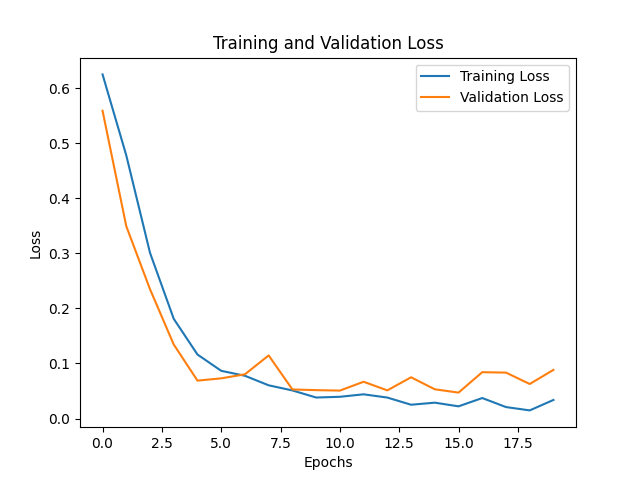 Training and Validation Loss
Training Loss
Validation Loss
Loss
0.6
0.5
0.4
0.3
0.2
0.1
0.0
0.0 2.5 5.0 7.5 10.0 12.5 15.0 17.5
Epochs